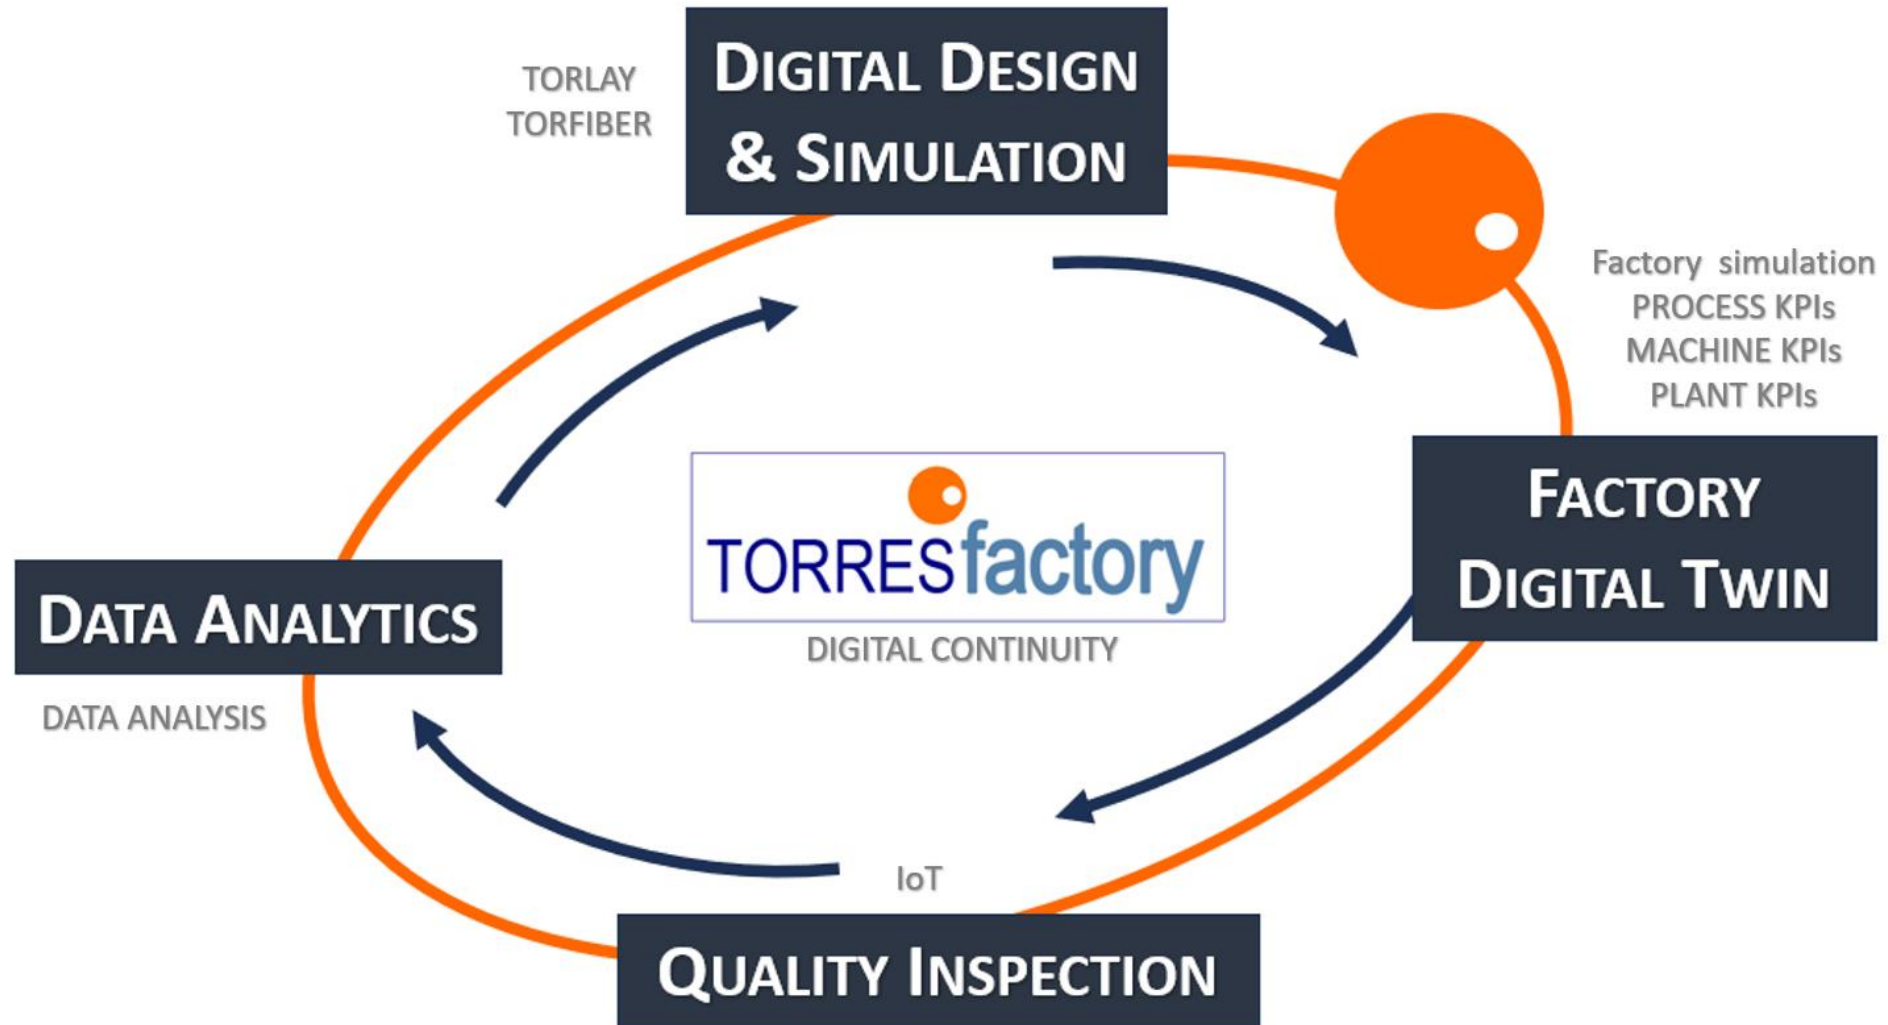 TORLAY
TORFIBER
DIGITAL DESIGN
& SIMULATION
Factory simulation
PROCESS KPIs
MACHINE KPIs
PLANT KPIs
FACTORY
DIGITAL TWIN
TORRESfactory
DIGITAL CONTINUITY
DATA ANALYTICS
DATA ANALYSIS
IoT
QUALITY INSPECTION